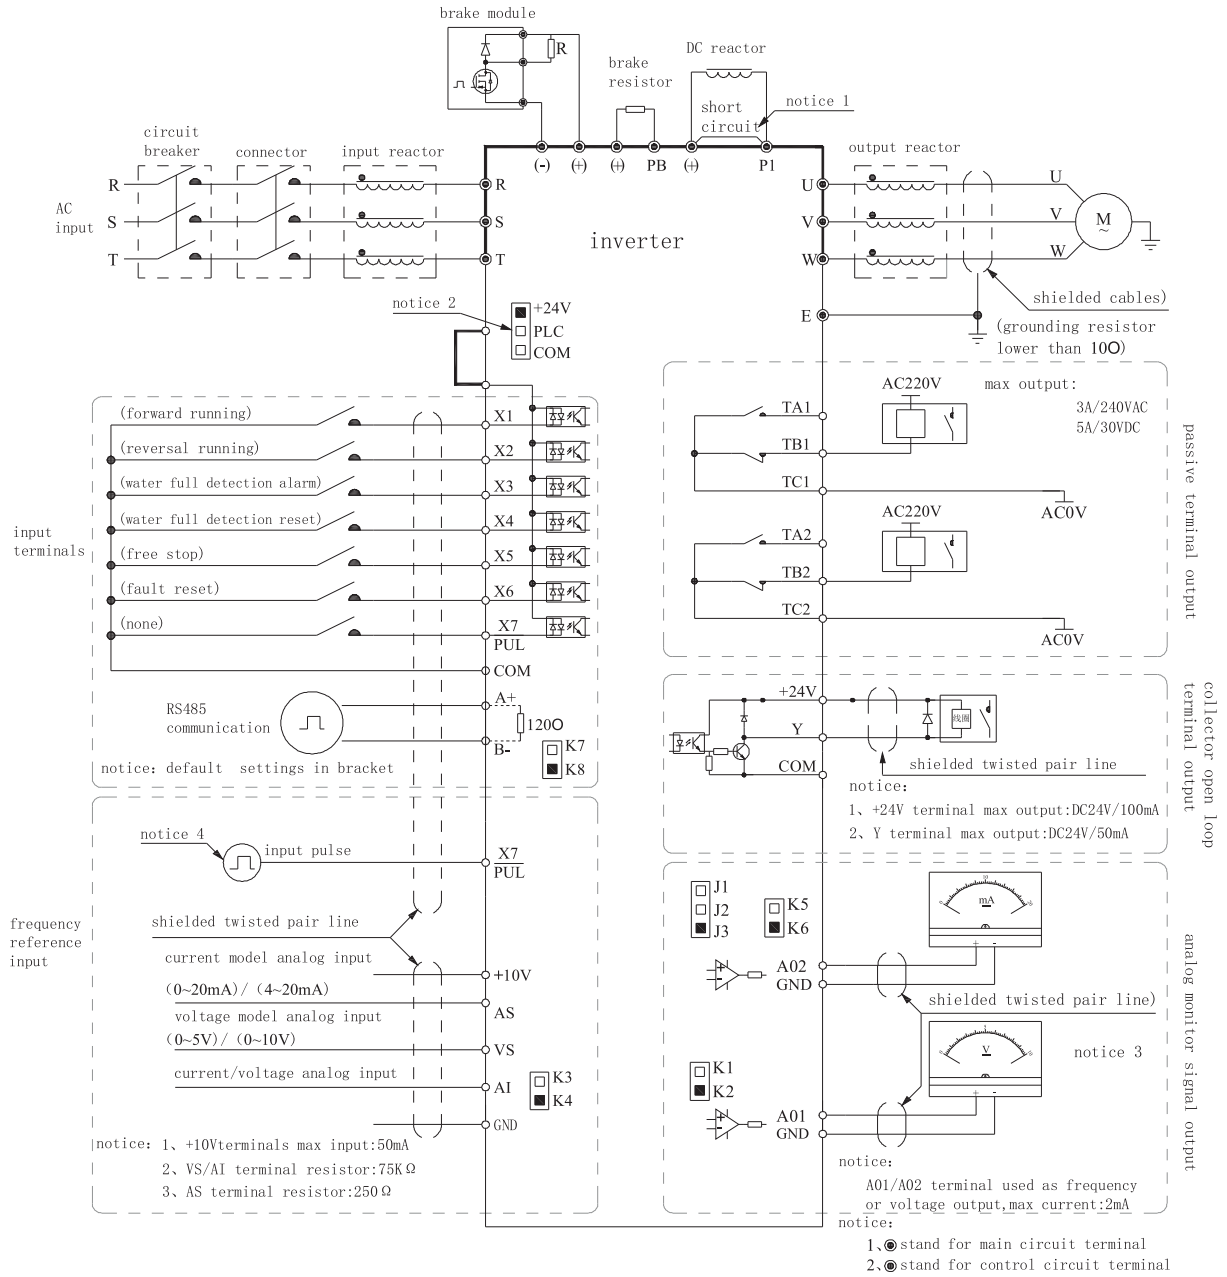 brake module
R
brake
resistor
DC reactor
short
circuit
notice 1
circuit
breaker
connector
input reactor
(-)
(+)
(+)
PB
(+)
P1
output reactor
R
R
U
U
AC
input
S
S
V
V
M
~
inverter
T
T
W
W
shielded cables)
notice 2
+24V
PLC
COM
E
(grounding resistor
lower than 10O)
(forward running)
X1
(reversal running)
X2
(water full detection alarm)
X3
(water full detection reset)
X4
input
terminals
(free stop)
X5
(fault reset)
X6
(none)
X7
PUL
COM
RS485
communication
A+
120O
B-
K7
K8
notice: default settings in bracket
AC220V
max output:
3A/240VAC
5A/30VDC
TA1
TB1
TC1
AC0V
AC220V
TA2
TB2
TC2
AC0V
passive terminal output
+24V
Y
COM
线圈
shielded twisted pair line
notice:
1、+24V terminal max output:DC24V/100mA
2、Y terminal max output:DC24V/50mA
collector open loop
terminal output
notice 4
input pulse
X7
PUL
shielded twisted pair line
frequency
reference
input
current model analog input
+10V
(0~20mA)/ (4~20mA)
AS
voltage model analog input
(0~5V)/ (0~10V)
VS
current/voltage analog input
AI
K3
K4
GND
notice: 1、+10Vterminals max input:50mA
2、VS/AI terminal resistor:75KΩ
3、AS terminal resistor:250Ω
J1
J2
J3
K5
K6
mA
+ -
A02
GND
shielded twisted pair line)
V
+ -
notice 3
K1
K2
A01
GND
analog monitor signal output
notice:
A01/A02 terminal used as frequency
or voltage output,max current:2mA
notice:
1、stand for main circuit terminal
2、stand for control circuit terminal